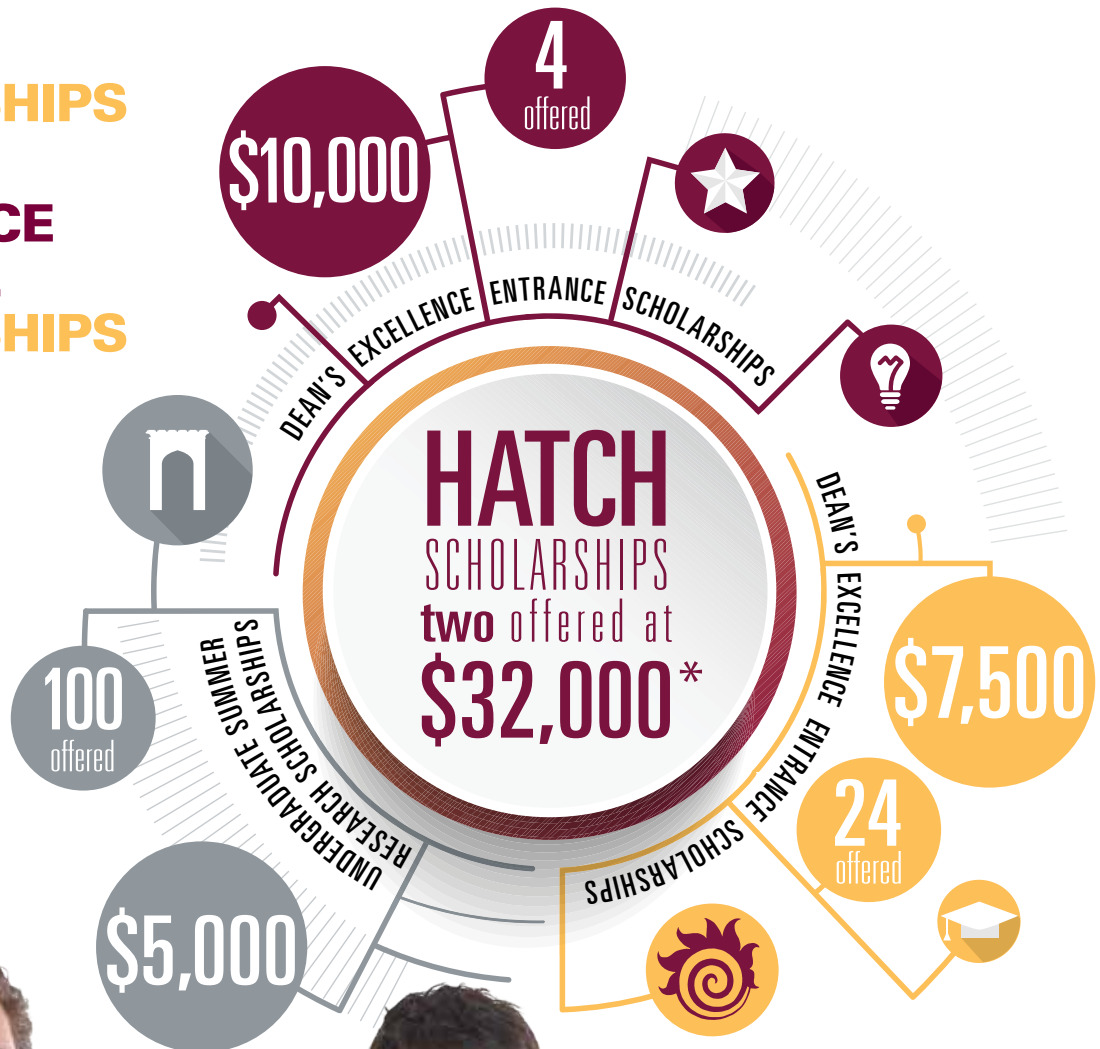 HIPS
CE
HIPS
$10,000
4
offered
DEAN'S EXCELLENCE ENTRANCE SCHOLARSHIPS
HATCH
SCHOLARSHIPS
two offered at
$32,000*
DEAN'S EXCELLENCE ENTRANCE SCHOLARSHIPS
$7,500
24
offered
100
offered
UNDERGRADUATE SUMMER
RESEARCH SCHOLARSHIPS
$5,000